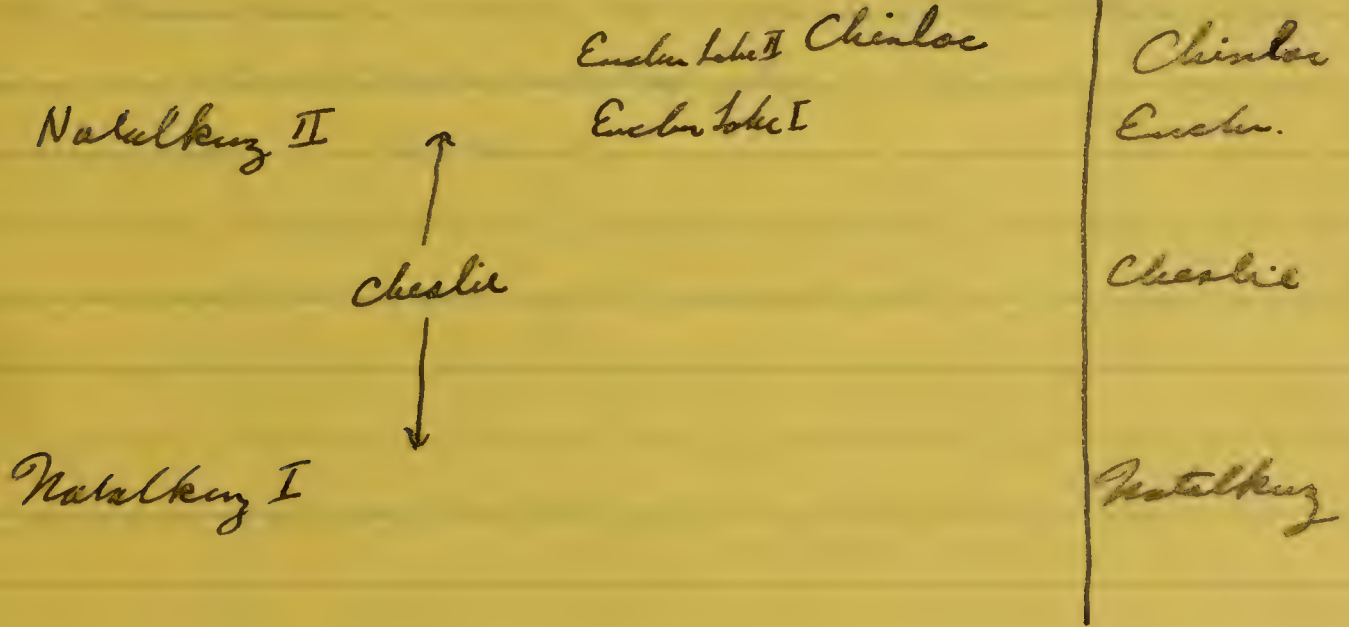 Euchu Lake II Chinlac Chinlac
Natalkuz II Euchu Lake I Euchu.
Cheslie Cheslie
Natalkuz I Natalkuz